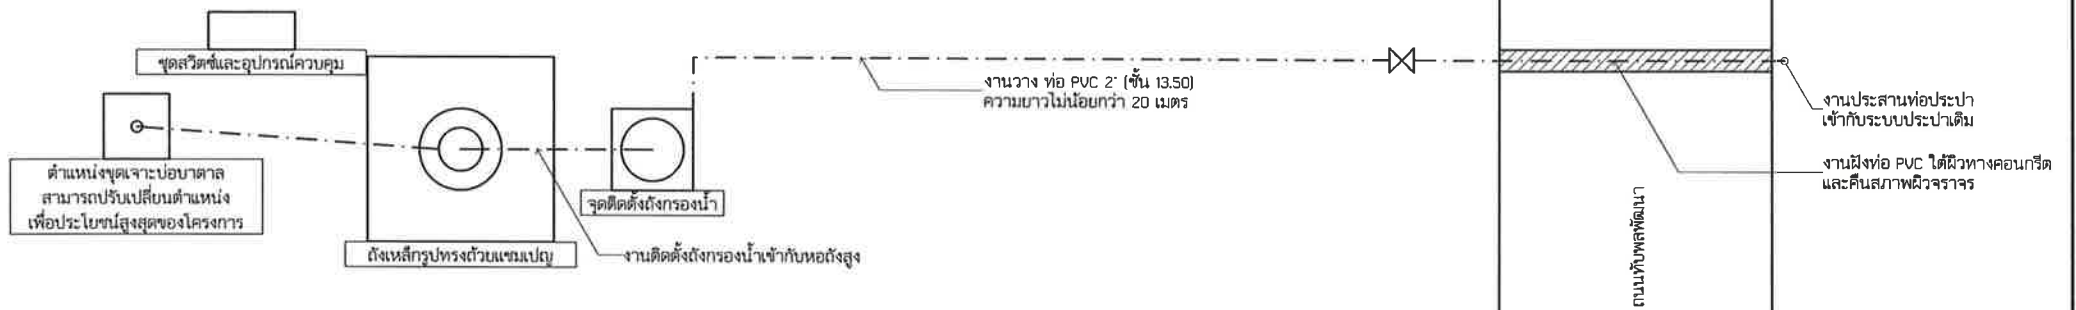 ชุดสวิตซ์และอุปกรณ์ควบคุม
ตำแหน่งขุดเจาะบ่อบาดาล
สามารถปรับเปลี่ยนตำแหน่ง
เพื่อประโยชน์สูงสุดของโครงการ
ถังเหล็กรูปทรงถ้วยแชมเปญ
จุดติดตั้งถังกรองน้ำ
งานติดตั้งถังกรองน้ำเข้ากับหอถังสูง
งานวาง ท่อ PVC 2" (ชั้น 13.50)
ความยาวไม่น้อยกว่า 20 เมตร
ถนนทับพลพัฒนา
งานประสานท่อประปา
เข้ากับระบบประปาเดิม
งานฝังท่อ PVC ใต้ผิวทางคอนกรีต
และคืนสภาพผิวจราจร